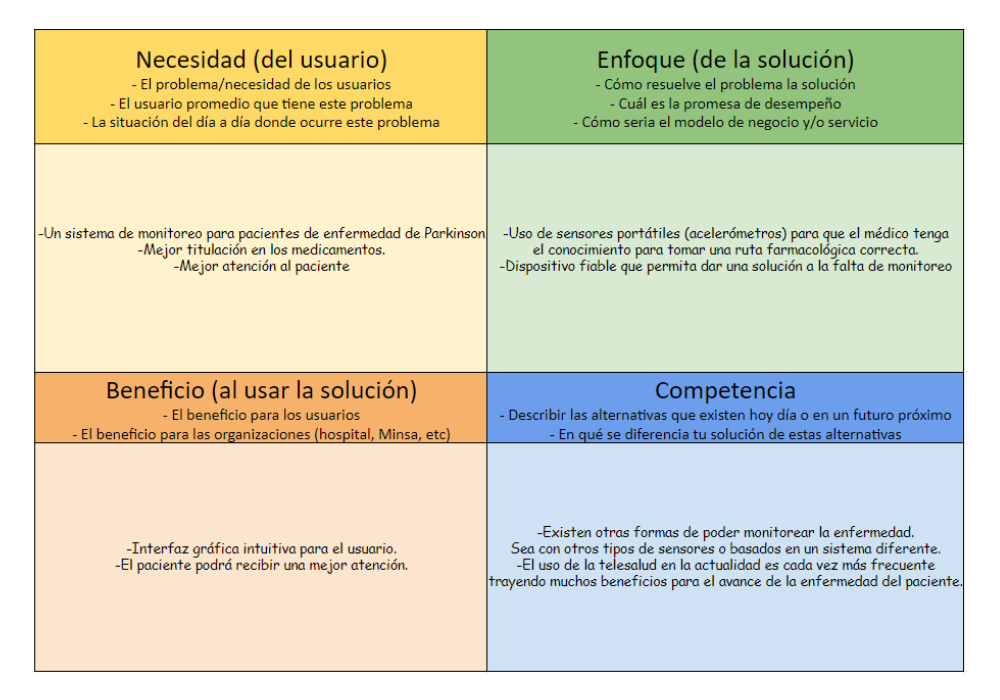 Necesidad (del usuario)
- El problema/necesidad de los usuarios
- El usuario promedio que tiene este problema
- La situación del día a día donde ocurre este problema
Enfoque (de la solución)
- Cómo resuelve el problema la solución
- Cuál es la promesa de desempeño
- Cómo seria el modelo de negocio y/o servicio
-Un sistema de monitoreo para pacientes de enfermedad de Parkinson
-Mejor titulación en los medicamentos.
-Mejor atención al paciente
-Uso de sensores portátiles (acelerómetros) para que el médico tenga
el conocimiento para tomar una ruta farmacológica correcta.
-Dispositivo fiable que permita dar una solución a la falta de monitoreo
Beneficio (al usar la solución)
- El beneficio para los usuarios
- El beneficio para las organizaciones (hospital, Minsa, etc)
Competencia
- Describir las alternativas que existen hoy día o en un futuro próximo
- En qué se diferencia tu solución de estas alternativas
-Interfaz gráfica intuitiva para el usuario.
-El paciente podrá recibir una mejor atención.
-Existen otras formas de poder monitorear la enfermedad.
Sea con otros tipos de sensores o basados en un sistema diferente.
-El uso de la telesalud en la actualidad es cada vez más frecuente
trayendo muchos beneficios para el avance de la enfermedad del paciente.